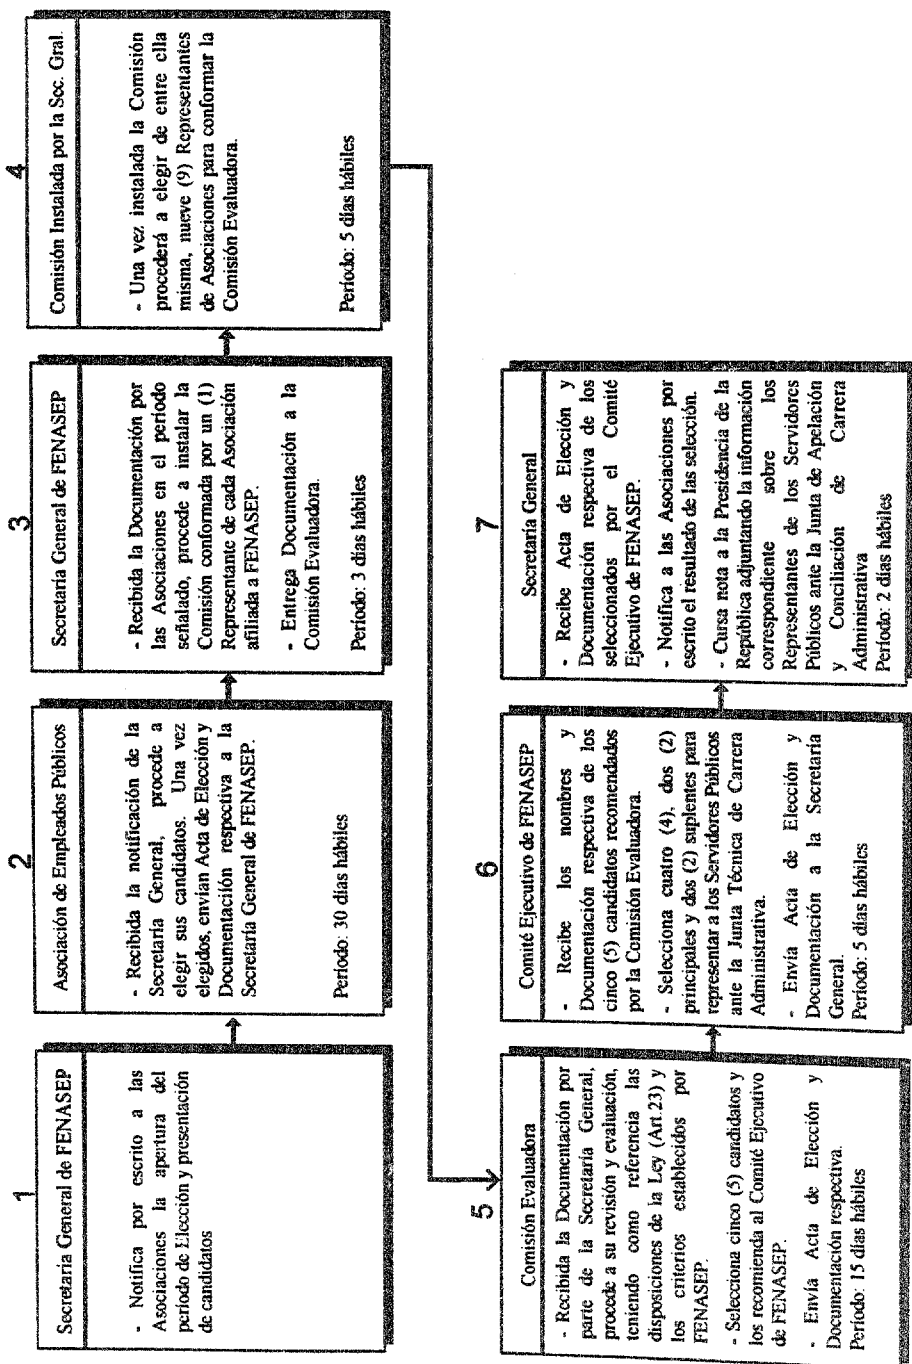 1
Secretaría General de FENASEP
- Notifica por escrito a las
Asociaciones la apertura del
período de Elección y presentación
de candidatos
2
Asociación de Empleados Públicos
- Recibida la notificación de la
Secretaría General, procede a
elegir sus candidatos. Una vez
elegidos, envían Acta de Elección y
Documentación respectiva a la
Secretaría General de FENASEP.
Período: 30 días hábiles
3
Secretaría General de FENASEP
- Recibida la Documentación por
las Asociaciones en el período
señalado, procede a instalar la
Comisión conformada por un (1)
Representante de cada Asociación
afiliada a FENASEP.
- Entrega Documentación a la
Comisión Evaluadora.
Período: 3 días hábiles
4
Comisión Instalada por la Sec. Gral.
- Una vez instalada la Comisión
procederá a elegir de entre ella
misma, nueve (9) Representantes
de Asociaciones para conformar la
Comisión Evaluadora.
Período: 5 días hábiles
5
Comisión Evaluadora
- Recibida la Documentación por
parte de la Secretaría General,
procede a su revisión y evaluación,
teniendo como referencia las
disposiciones de la Ley (Art.23) y
los criterios establecidos por
FENASEP.
- Selecciona cinco (5) candidatos y
los recomienda al Comité Ejecutivo
de FENASEP.
- Envía Acta de Elección y
Documentación respectiva.
Período: 15 días hábiles
6
Comité Ejecutivo de FENASEP
- Recibe los nombres y
Documentación respectiva de los
cinco (5) candidatos recomendados
por la Comisión Evaluadora.
- Selecciona cuatro (4), dos (2)
principales y dos (2) suplentes para
representar a los Servidores Públicos
ante la Junta Técnica de Carrera
Administrativa.
- Envía Acta de Elección y
Documentación a la Secretaría
General.
Período: 5 días hábiles
7
Secretaría General
- Recibe Acta de Elección y
Documentación respectiva de los
seleccionados por el Comité
Ejecutivo de FENASEP.
- Notifica a las Asociaciones por
escrito el resultado de las selección.
- Cursa nota a la Presidencia de la
República adjuntando la información
correspondiente sobre los
Representantes de los Servidores
Públicos ante la Junta de Apelación
y Conciliación de Carrera
Administrativa
Período: 2 días hábiles